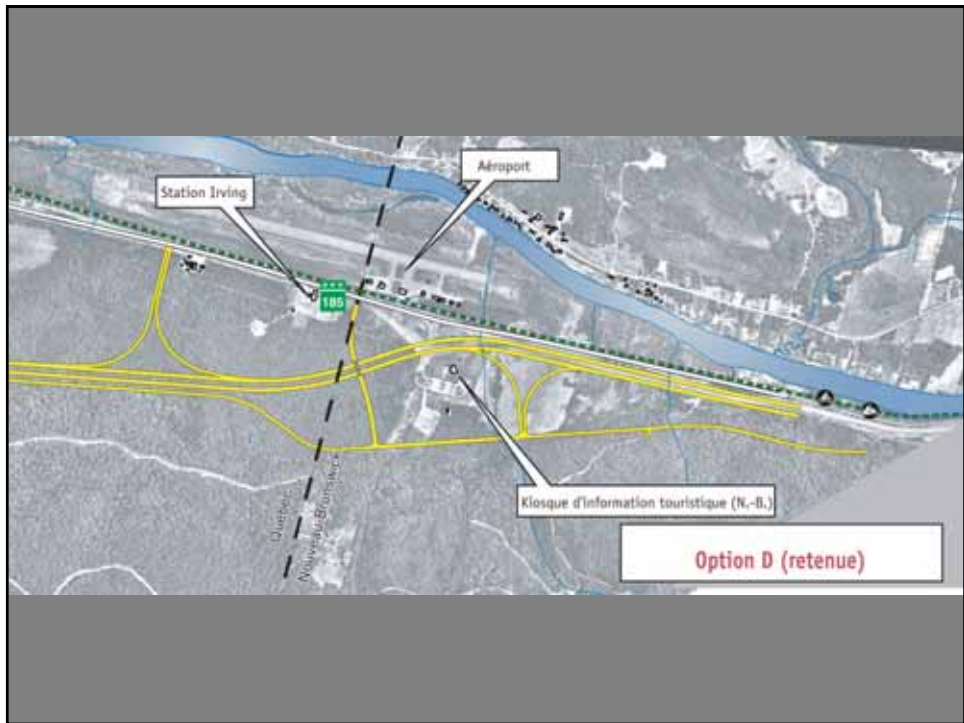 Aéroport
Station Irving
185
Québec
Nouveau-Brunswick
Kiosque d'information touristique (N.-B.)
Option D (retenue)